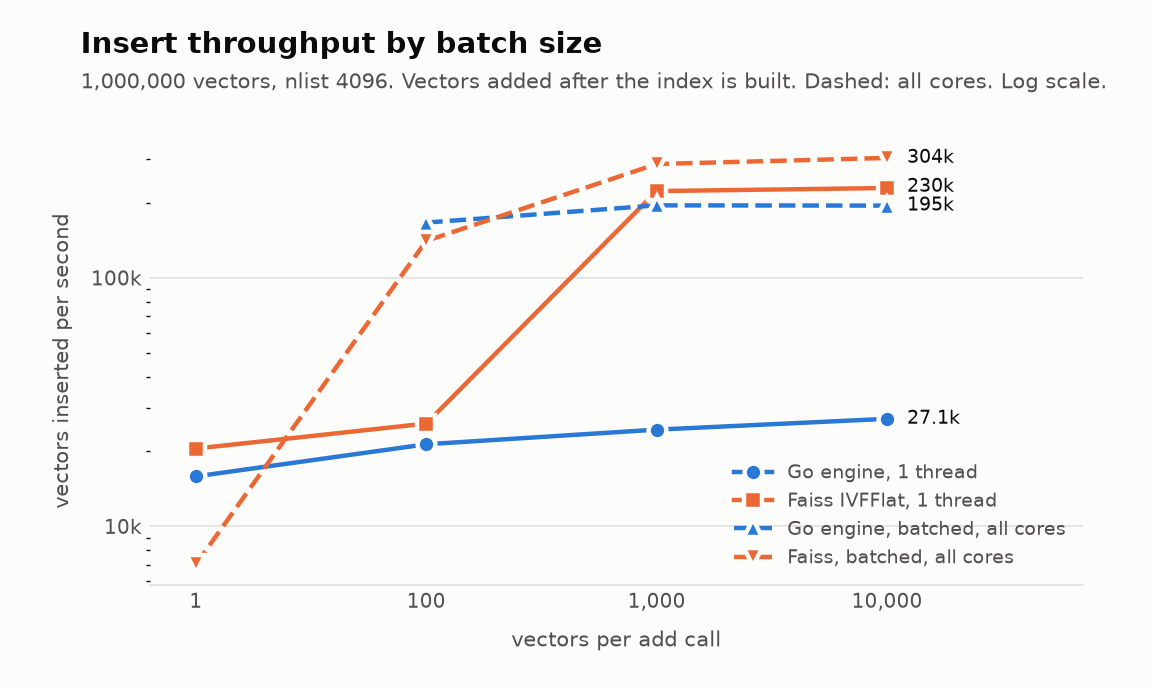 Insert throughput by batch size
1,000,000 vectors, nlist 4096. Vectors added after the index is built. Dashed: all cores. Log scale.
vectors inserted per second
304k
230k
195k
100k
27.1k
Go engine, 1 thread
Faiss IVFFlat, 1 thread
10k
Go engine, batched, all cores
Faiss, batched, all cores
1 100 1,000 10,000
vectors per add call